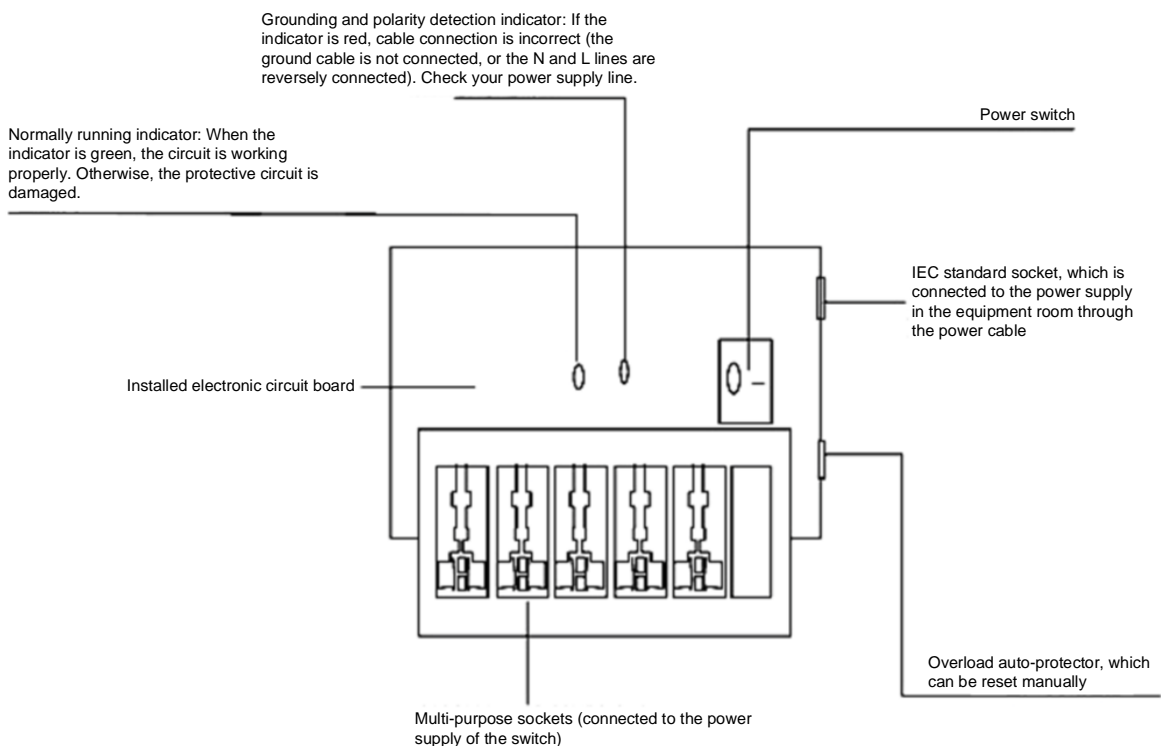 Grounding and polarity detection indicator: If the
indicator is red, cable connection is incorrect (the
ground cable is not connected, or the N and L lines are
reversely connected). Check your power supply line.
Power switch
Normally running indicator: When the
indicator is green, the circuit is working
properly. Otherwise, the protective circuit is
damaged.
IEC standard socket, which is
connected to the power supply
in the equipment room through
the power cable
Installed electronic circuit board
Overload auto-protector, which
can be reset manually
Multi-purpose sockets (connected to the power
supply of the switch)